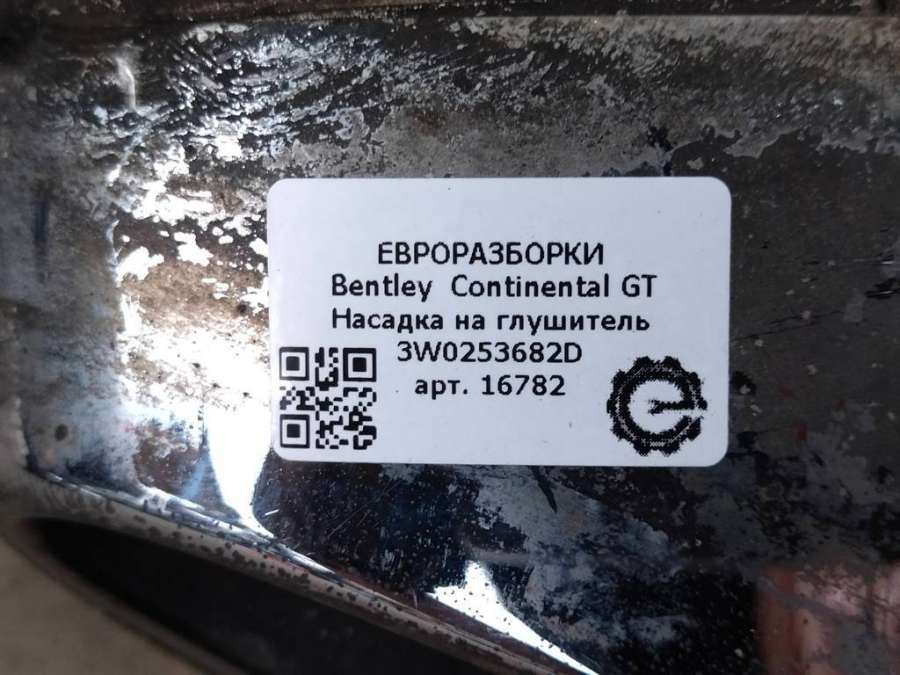 ЕВРОРАЗБОРКИ
Bentley Continental GT
Насадка на глушитель
3W0253682D
арт. 16782